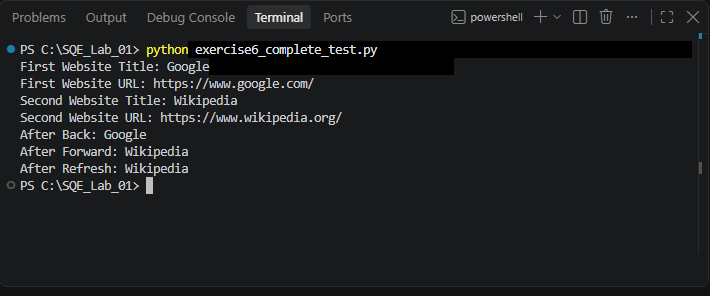 Problems Output Debug Console Terminal Ports powershell
PS C:\SQE_Lab_01> python exercise6_complete_test.py
First Website Title: Google
First Website URL: https://www.google.com/
Second Website Title: Wikipedia
Second Website URL: https://www.wikipedia.org/
After Back: Google
After Forward: Wikipedia
After Refresh: Wikipedia
PS C:\SQE_Lab_01>